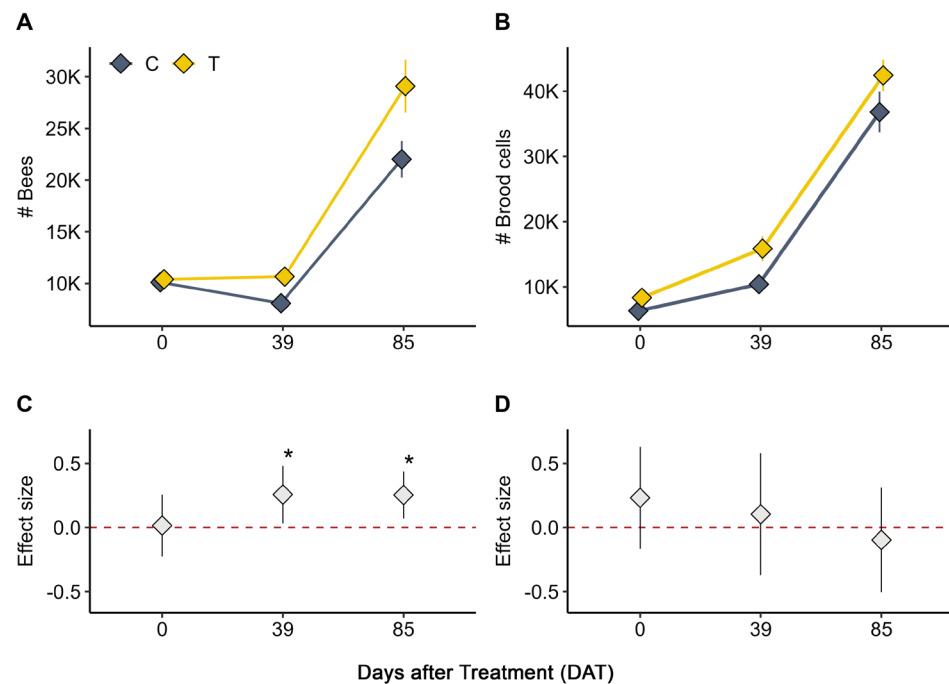 A
C T
30K
25K
20K
15K
10K
# Bees
0 39 85
B
40K
30K
20K
10K
# Brood cells
0 39 85
C
* *
0.5
0.0
-0.5
Effect size
0 39 85
D
0.5
0.0
-0.5
Effect size
0 39 85
Days after Treatment (DAT)